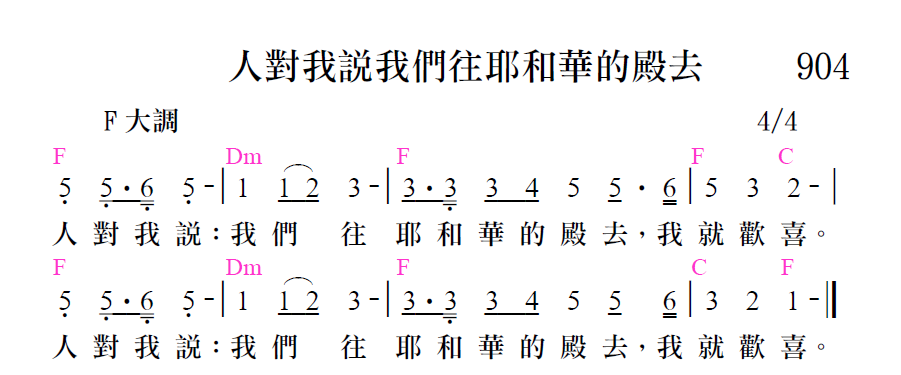 人對我説我們往耶和華的殿去 904
F 大調 4/4
F Dm F F C
5 5·6 5-|1 1 2 3-|3·3 3 4 5 5·6|5 3 2-|
人對我説：我們 往 耶和華的殿去，我就歡喜。
F Dm F C F
5 5·6 5-|1 1 2 3-|3·3 3 4 5 5 6|3 2 1-‖
人對我説：我們 往 耶和華的殿去，我就歡喜。